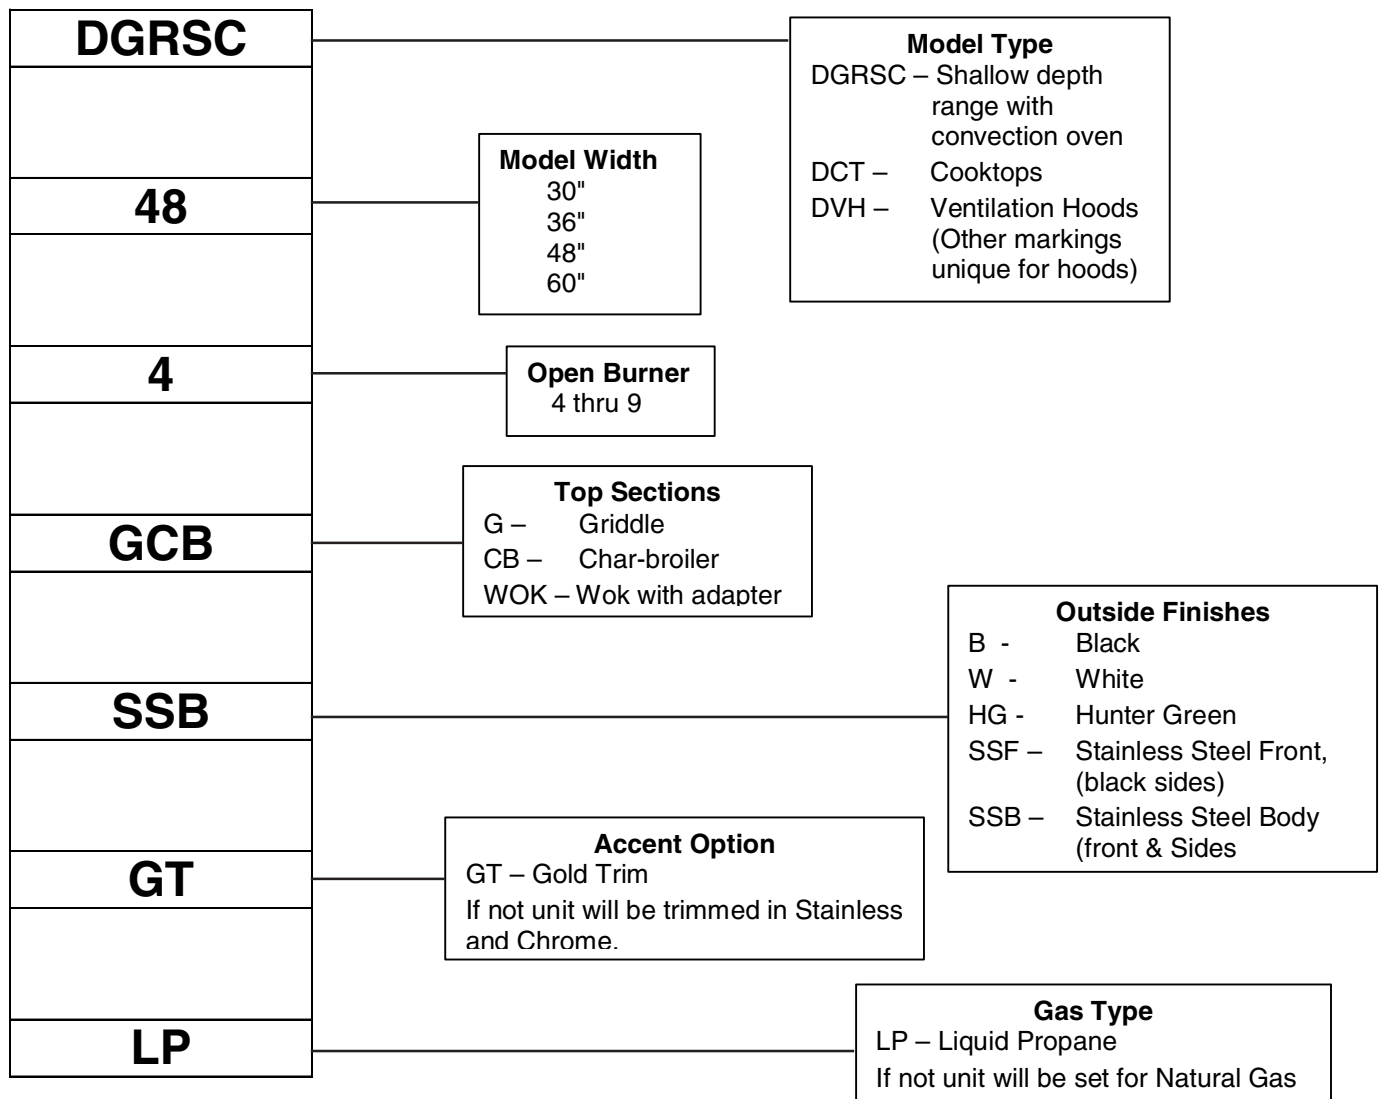 DGRSC
Model Type
DGRSC – Shallow depth
range with
convection oven
DCT – Cooktops
DVH – Ventilation Hoods
(Other markings
unique for hoods)
48
Model Width
30"
36"
48"
60"
4
Open Burner
4 thru 9
GCB
Top Sections
G – Griddle
CB – Char-broiler
WOK – Wok with adapter
SSB
Outside Finishes
B - Black
W - White
HG - Hunter Green
SSF – Stainless Steel Front,
(black sides)
SSB – Stainless Steel Body
(front & Sides
GT
Accent Option
GT – Gold Trim
If not unit will be trimmed in Stainless
and Chrome.
LP
Gas Type
LP – Liquid Propane
If not unit will be set for Natural Gas